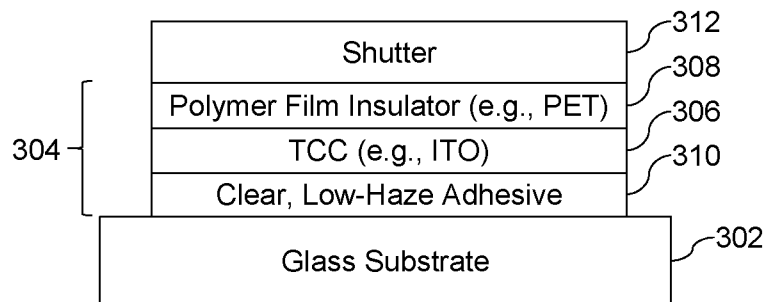 Shutter 312
Polymer Film Insulator (e.g., PET) 308
304 TCC (e.g., ITO) 306
Clear, Low-Haze Adhesive 310
Glass Substrate 302